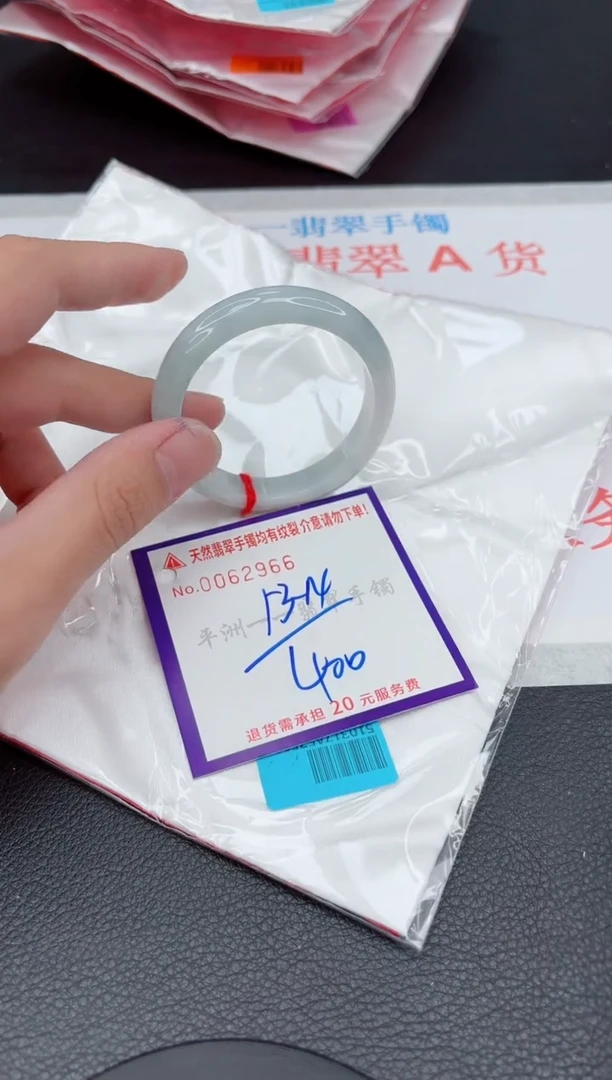 一翡翠手镯
翡翠 A 货
天然翡翠手镯均有纹裂介意请勿下单!
No.0062966
平洲一翡翠手镯
400
退货需承担 20 元服务费
务